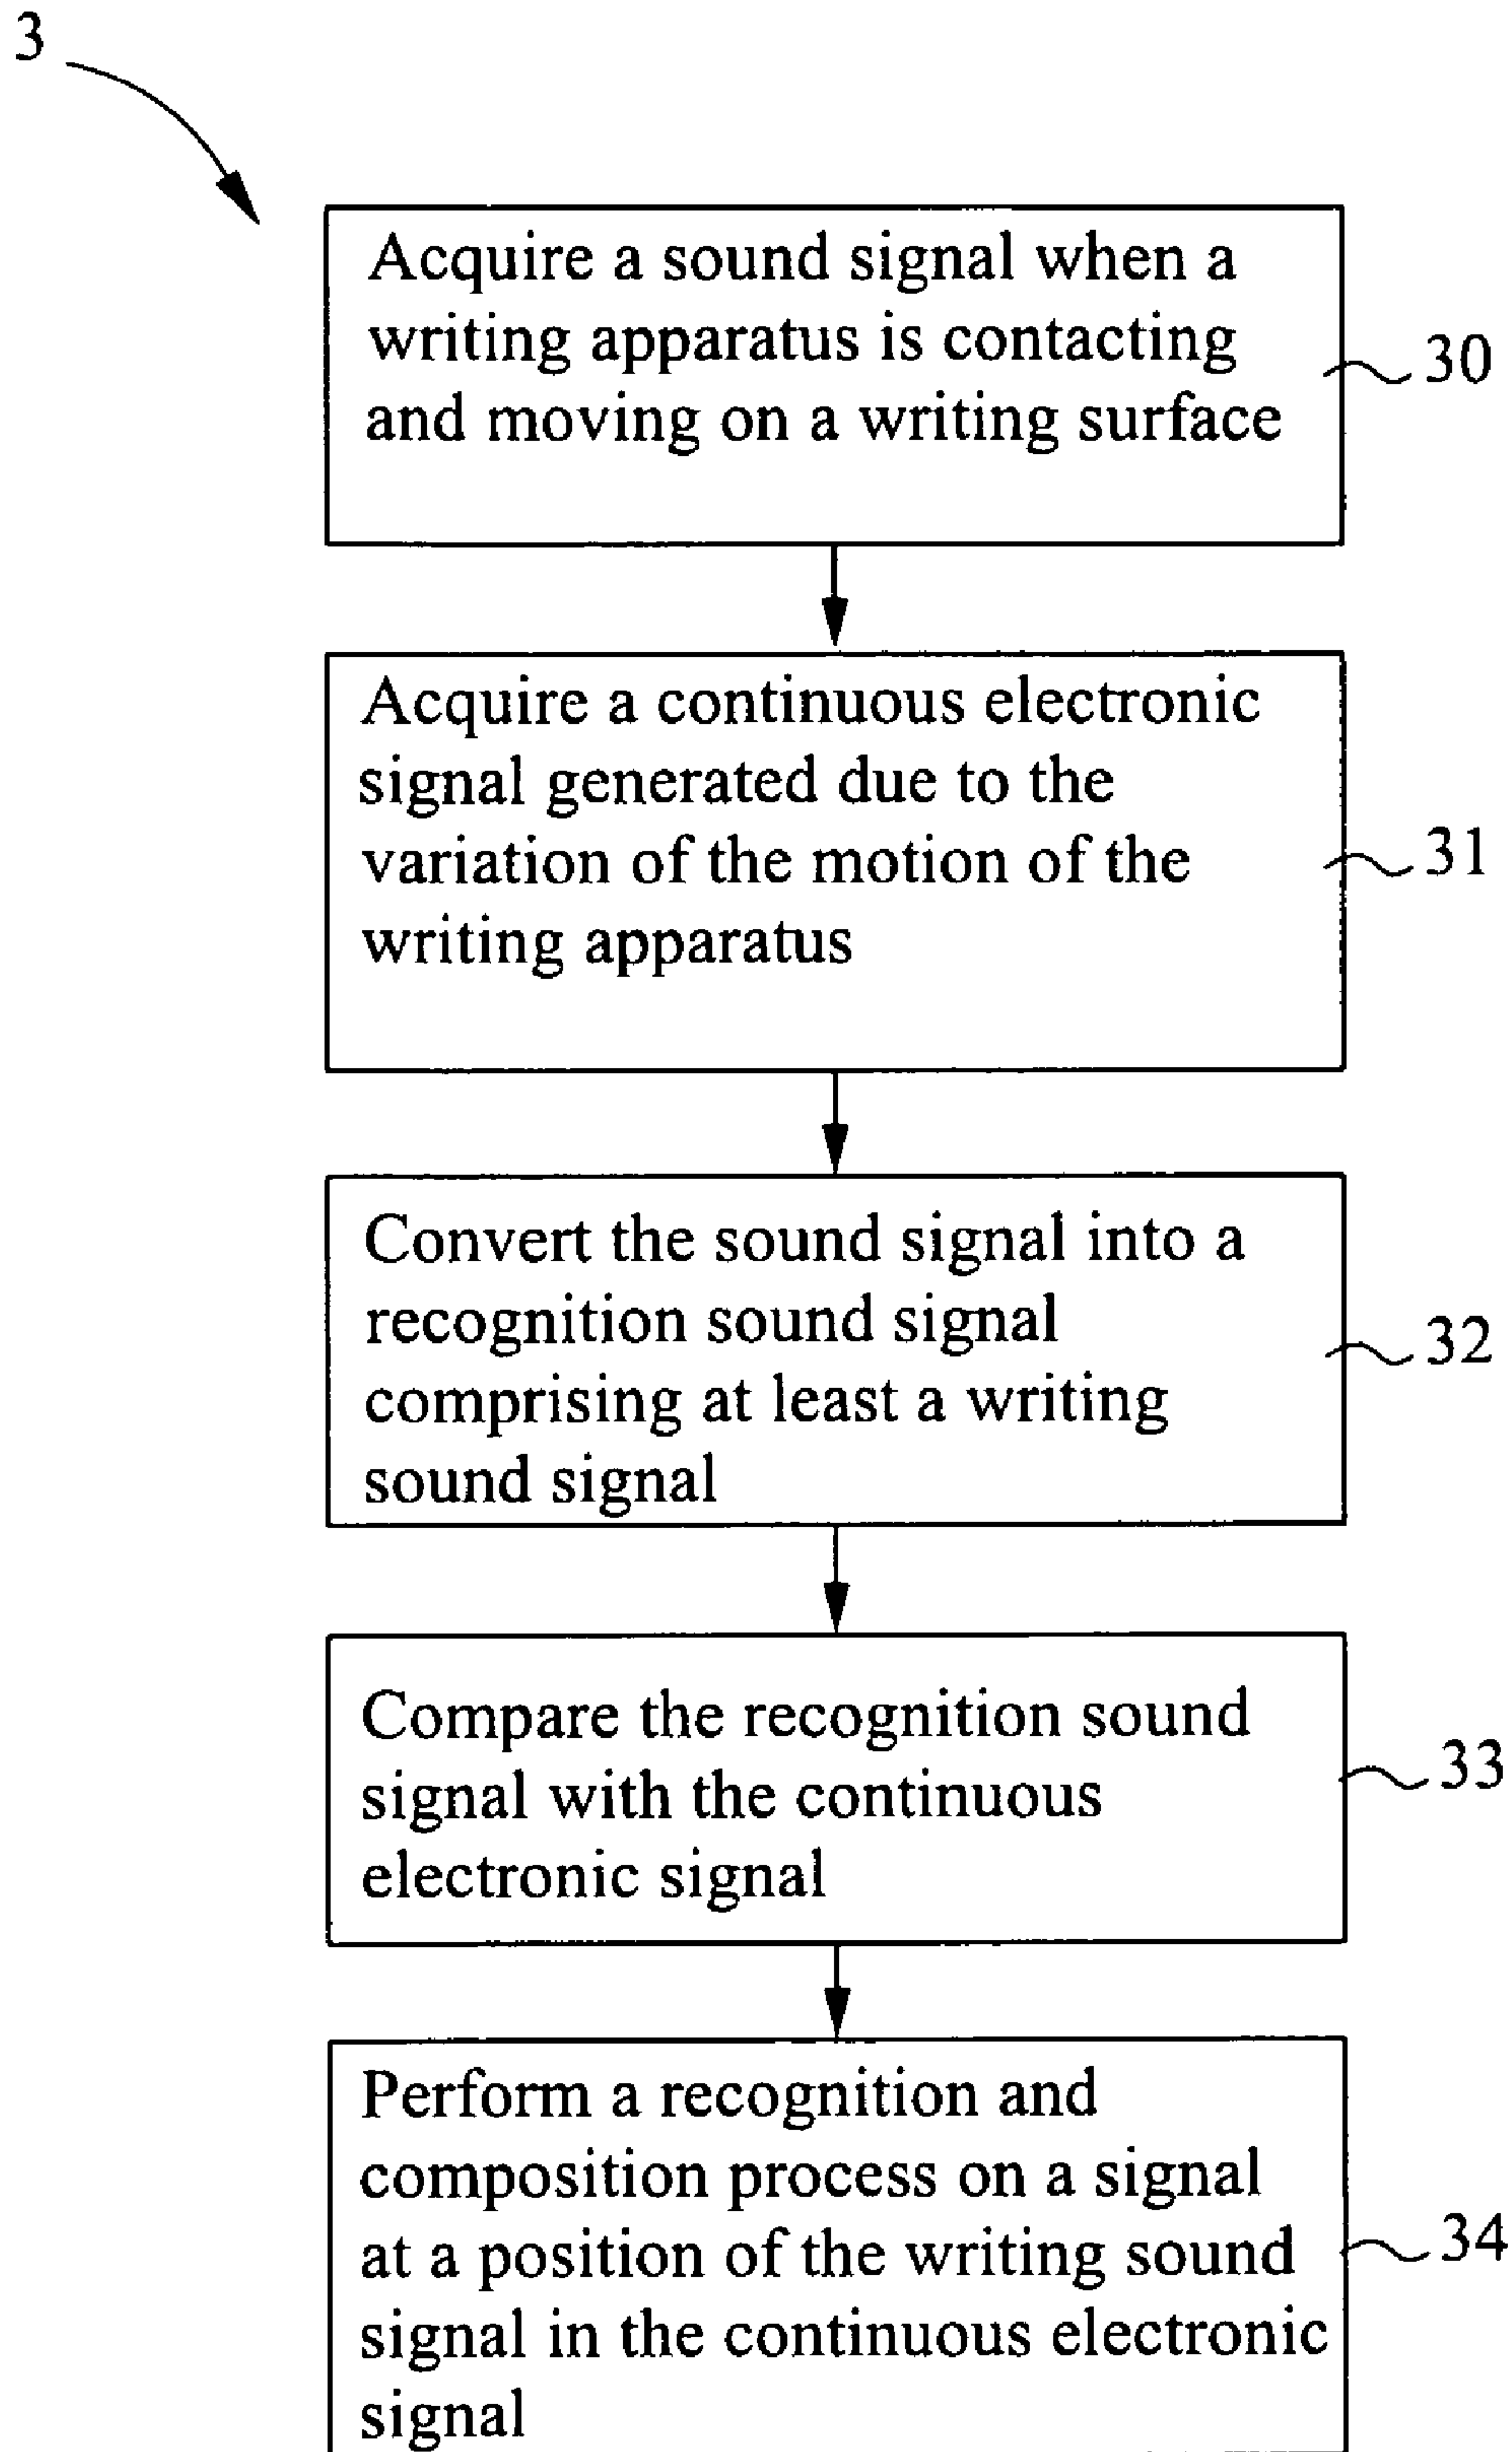 3
Acquire a sound signal when a
writing apparatus is contacting
and moving on a writing surface
30
Acquire a continuous electronic
signal generated due to the
variation of the motion of the
writing apparatus
31
Convert the sound signal into a
recognition sound signal
comprising at least a writing
sound signal
32
Compare the recognition sound
signal with the continuous
electronic signal
33
Perform a recognition and
composition process on a signal
at a position of the writing sound
signal in the continuous electronic
signal
34